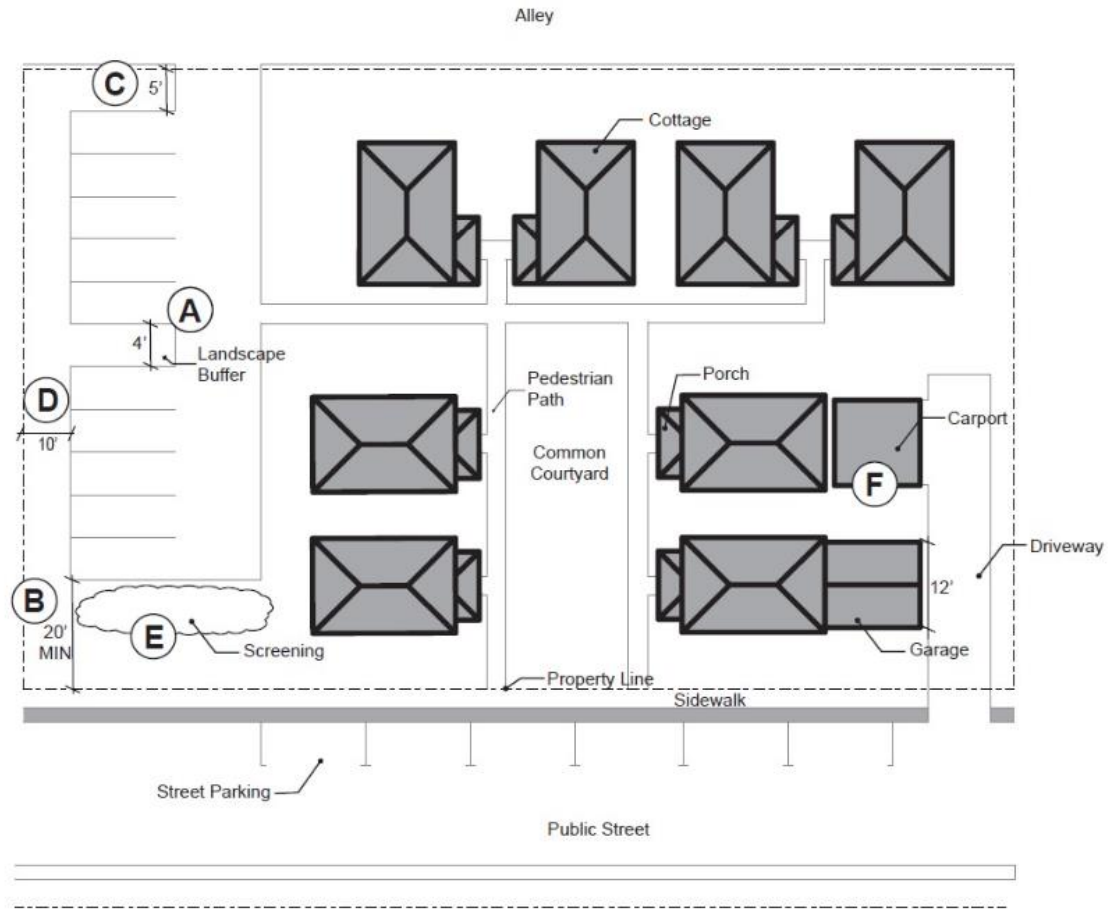 Alley
C
5'
Cottage
A
4'
Landscape
Buffer
D
10'
Pedestrian
Path
Porch
Common
Courtyard
Carport
F
B
20'
MIN
E
Screening
Driveway
12'
Garage
Property Line
Sidewalk
Street Parking
Public Street